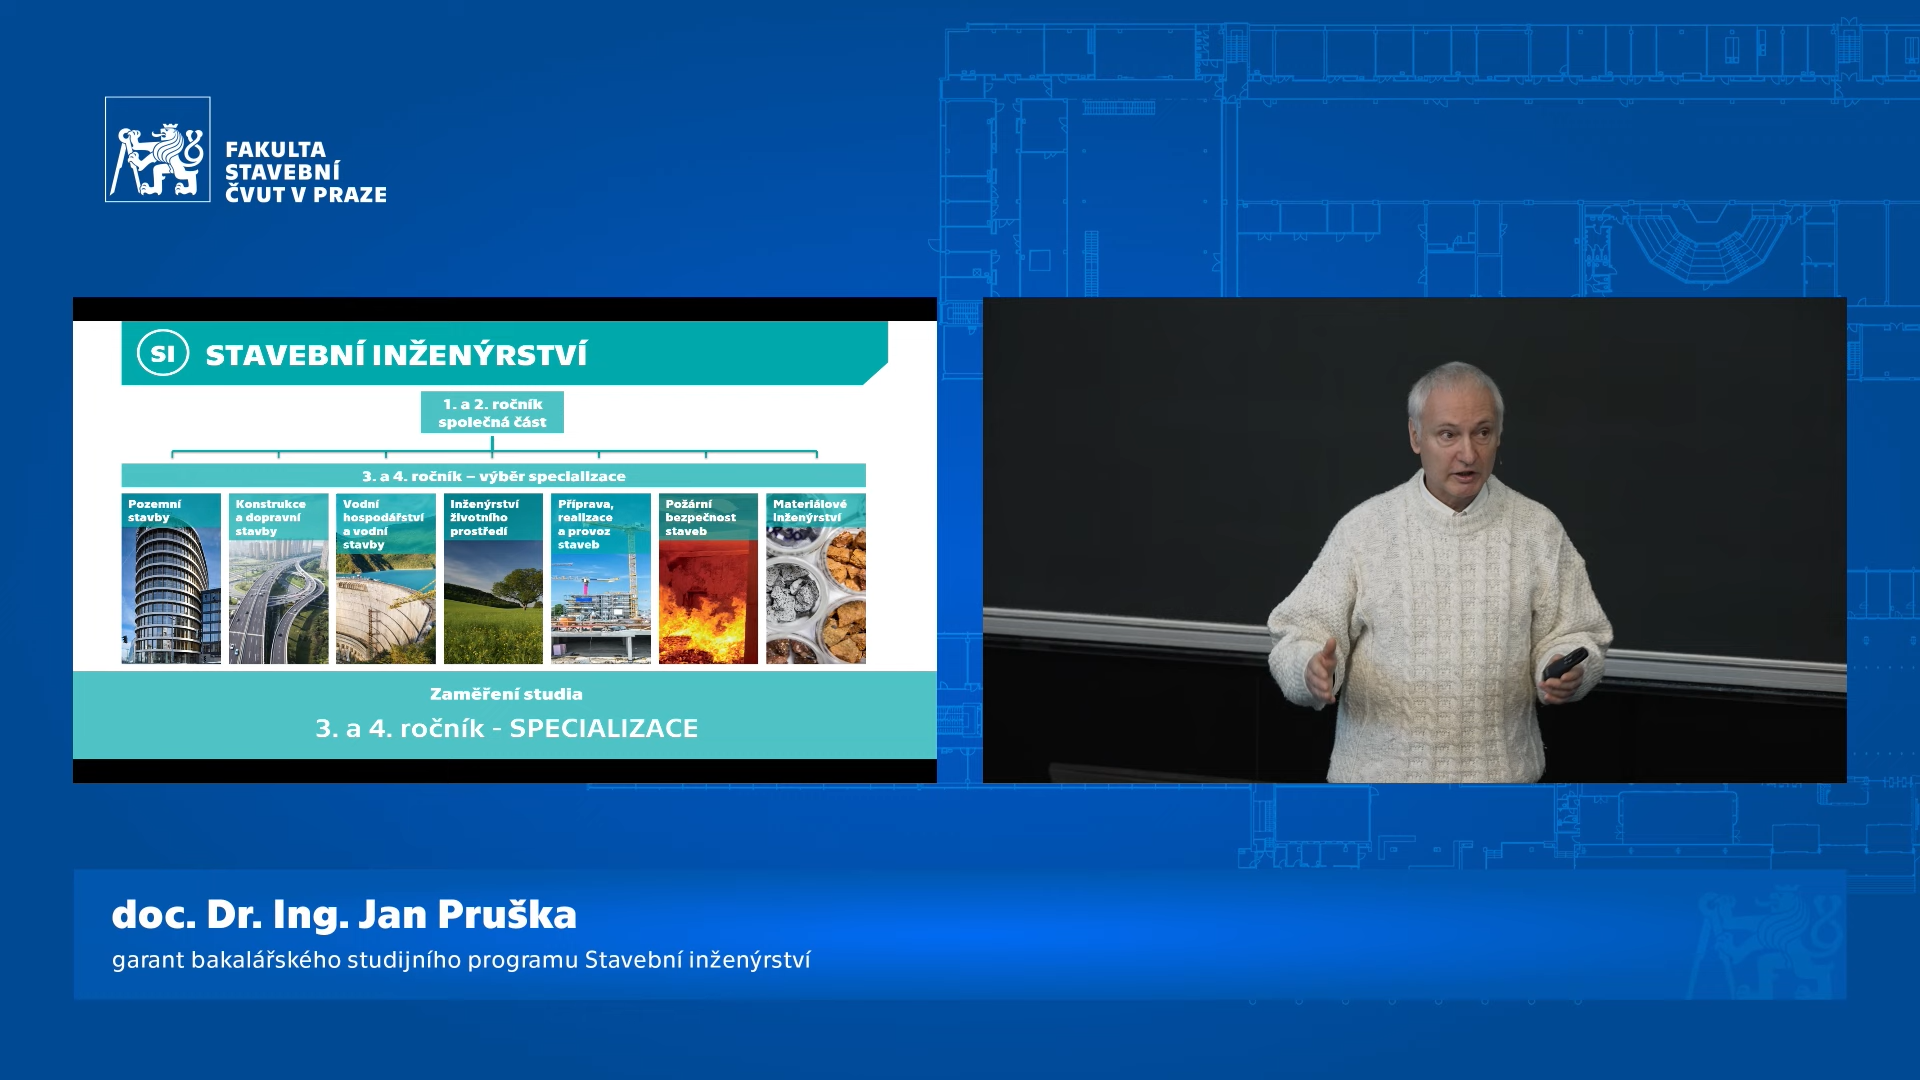 FAKULTA
STAVEBNÍ
ČVUT V PRAZE
SI STAVEBNÍ INŽENÝRSTVÍ
1. a 2. ročník
společná část
3. a 4. ročník – výběr specializace
Pozemní
stavby
Konstrukce
a dopravní
stavby
Vodní
hospodářství
a vodní
stavby
Inženýrství
životního
prostředí
Příprava,
realizace
a provoz
staveb
Požární
bezpečnost
staveb
Materiálové
inženýrství
Zaměření studia
3. a 4. ročník - SPECIALIZACE
doc. Dr. Ing. Jan Pruška
garant bakalářského studijního programu Stavební inženýrství